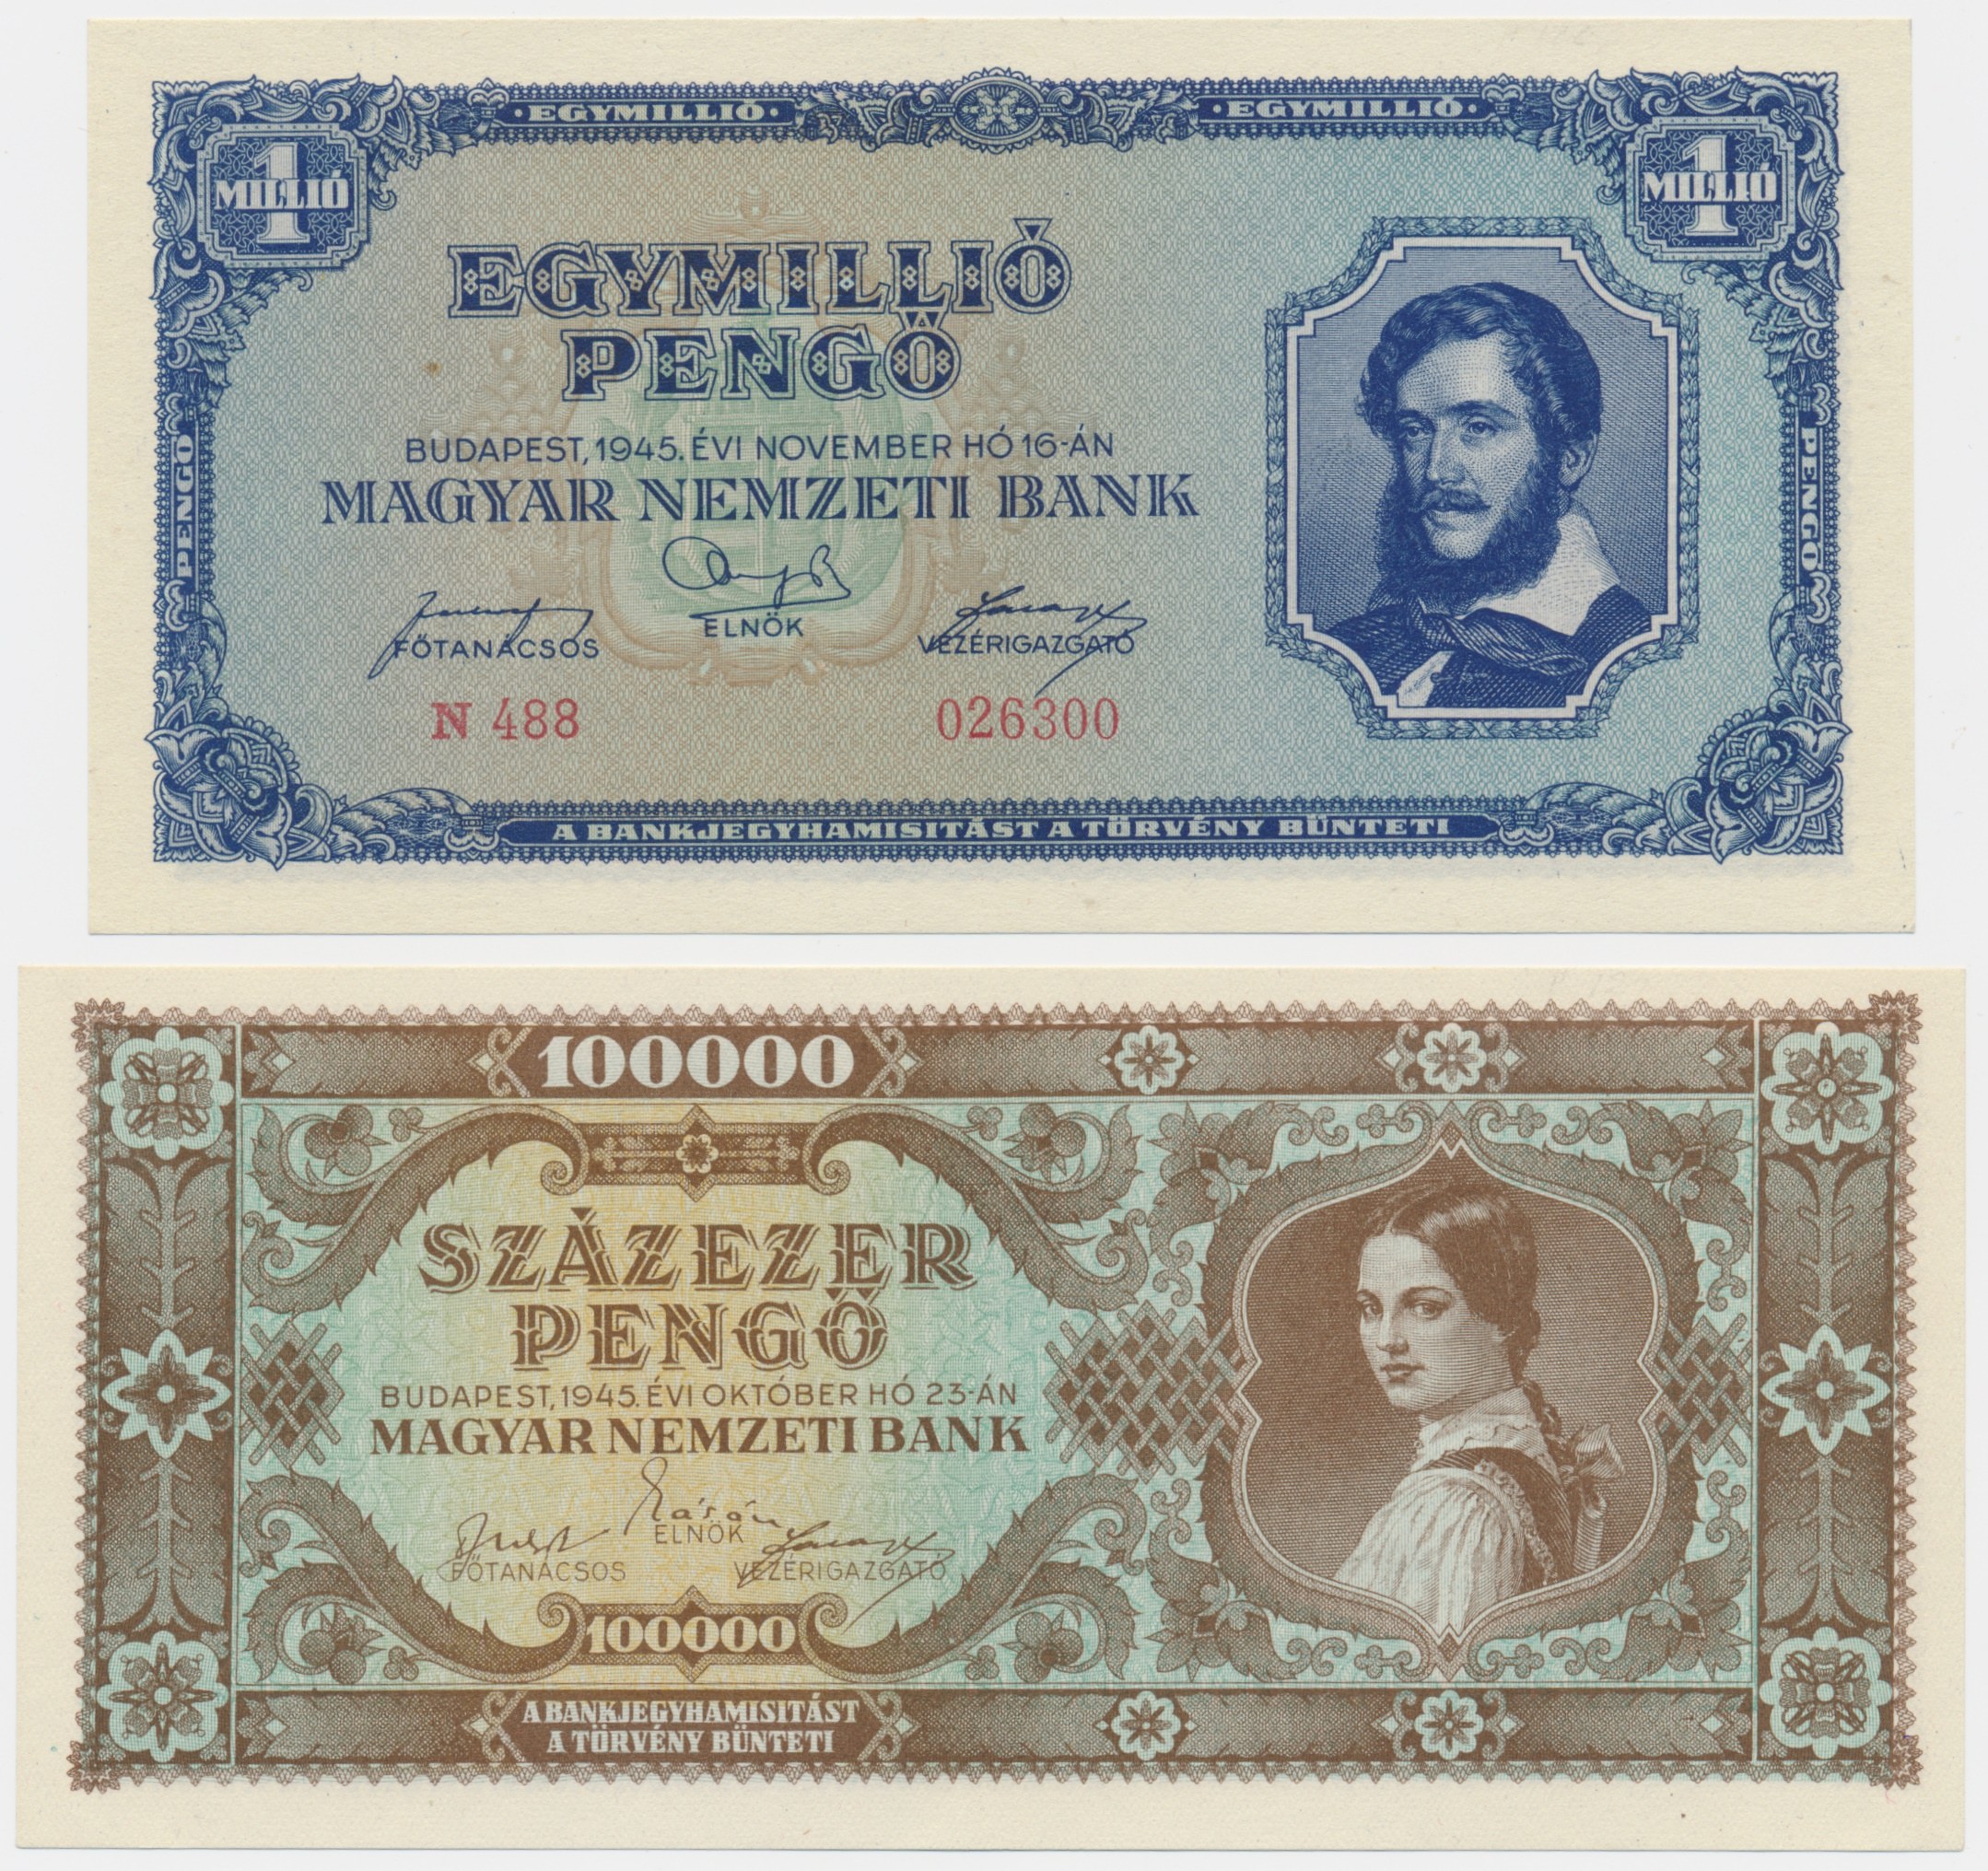 ·EGYMILLIÓ· ·EGYMILLIÓ·
1 MILLIÓ 1 MILLIÓ
EGYMILLIÓ
PENGŐ
BUDAPEST, 1945. ÉVI NOVEMBER HÓ 16-ÁN
MAGYAR NEMZETI BANK
PENGŐ PENGŐ
ELNÖK
FŐTANÁCSOS VEZÉRIGAZGATÓ
N 488 026300
A BANKJEGYHAMISITÁST A TÖRVÉNY BÜNTETI
100000
SZÁZEZER
PENGŐ
BUDAPEST, 1945. ÉVI OKTÓBER HÓ 23-ÁN
MAGYAR NEMZETI BANK
ELNÖK
FŐTANÁCSOS VEZÉRIGAZGATÓ
100000
A BANKJEGYHAMISITÁST
A TÖRVÉNY BÜNTETI